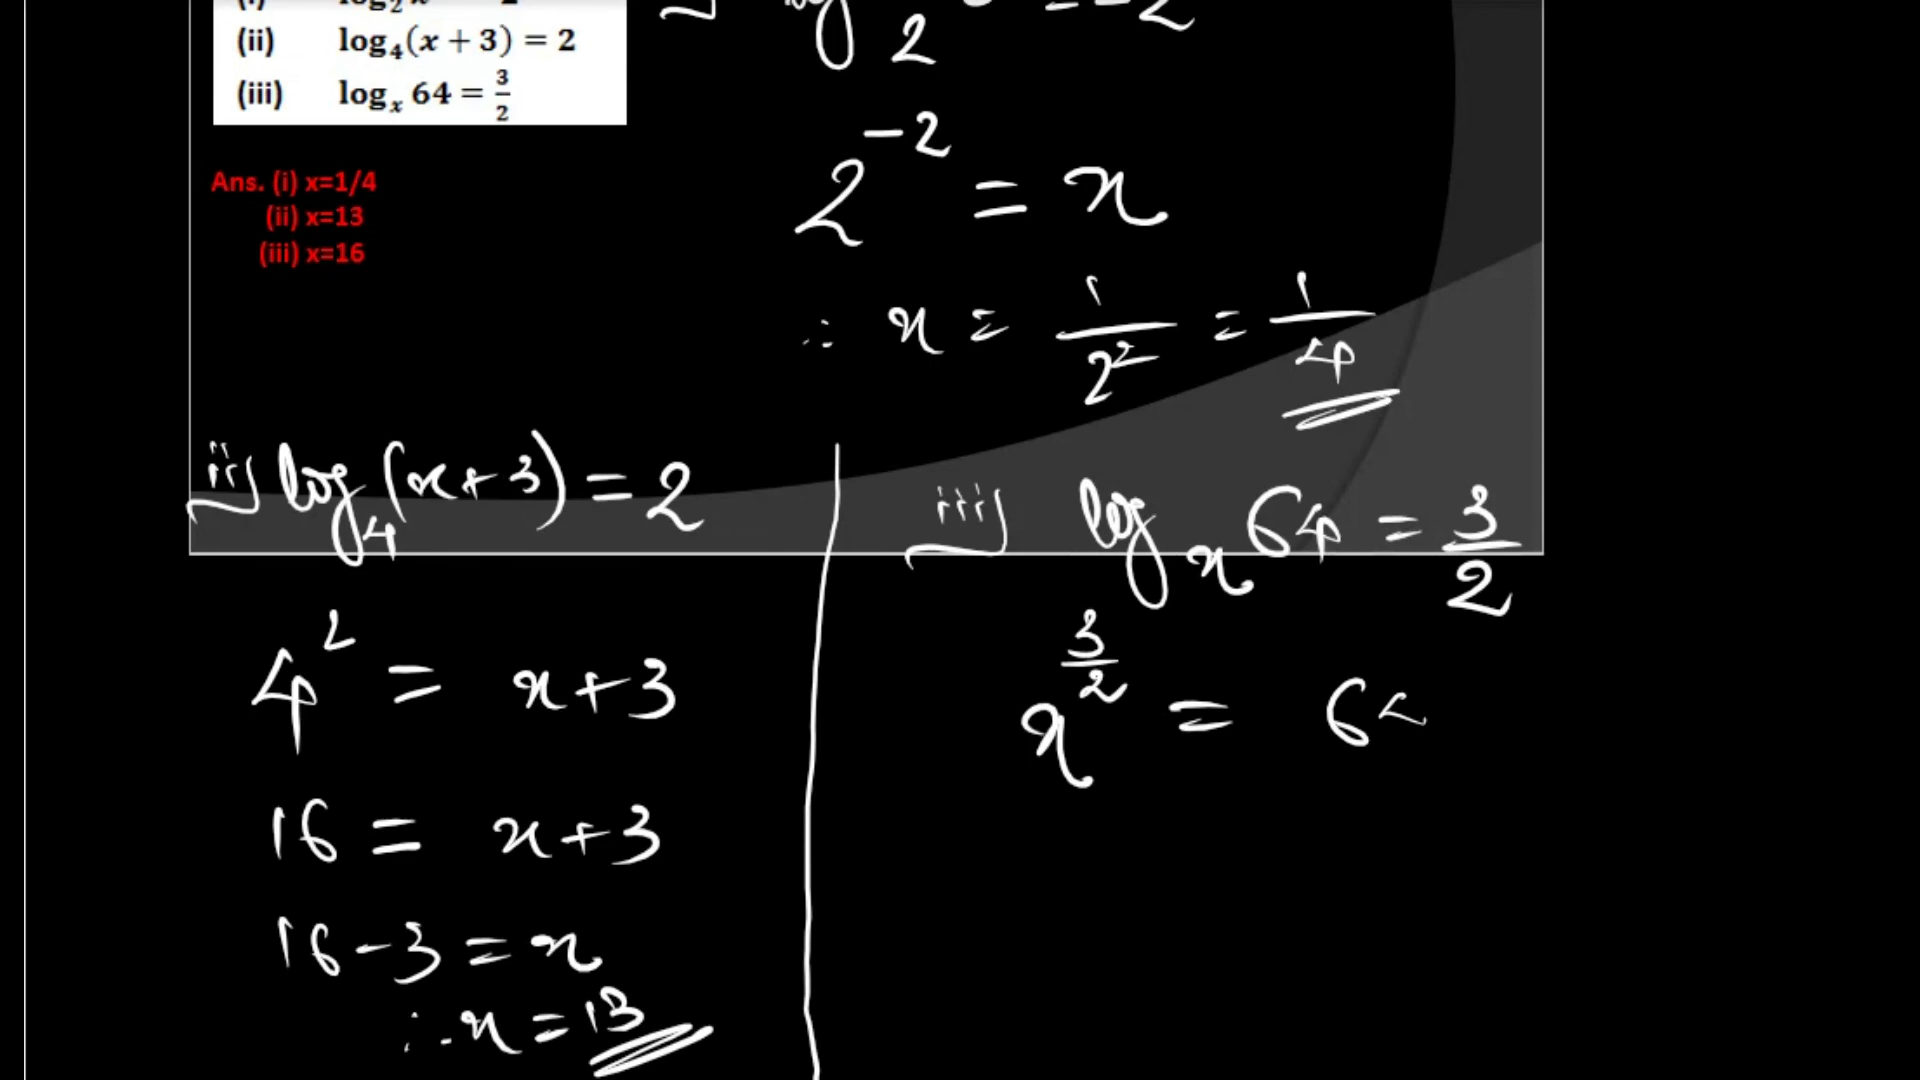 (ii) log₄(x + 3) = 2
(iii) logₓ 64 = 3/2
Ans. (i) x=1/4
(ii) x=13
(iii) x=16
2⁻² = x
∴ x = 1/2² = 1/4
ii) log₄(x+3) = 2
4² = x+3
16 = x+3
16-3 = x
∴ x = 13
iii) logₓ 64 = 3/2
x^(3/2) = 6